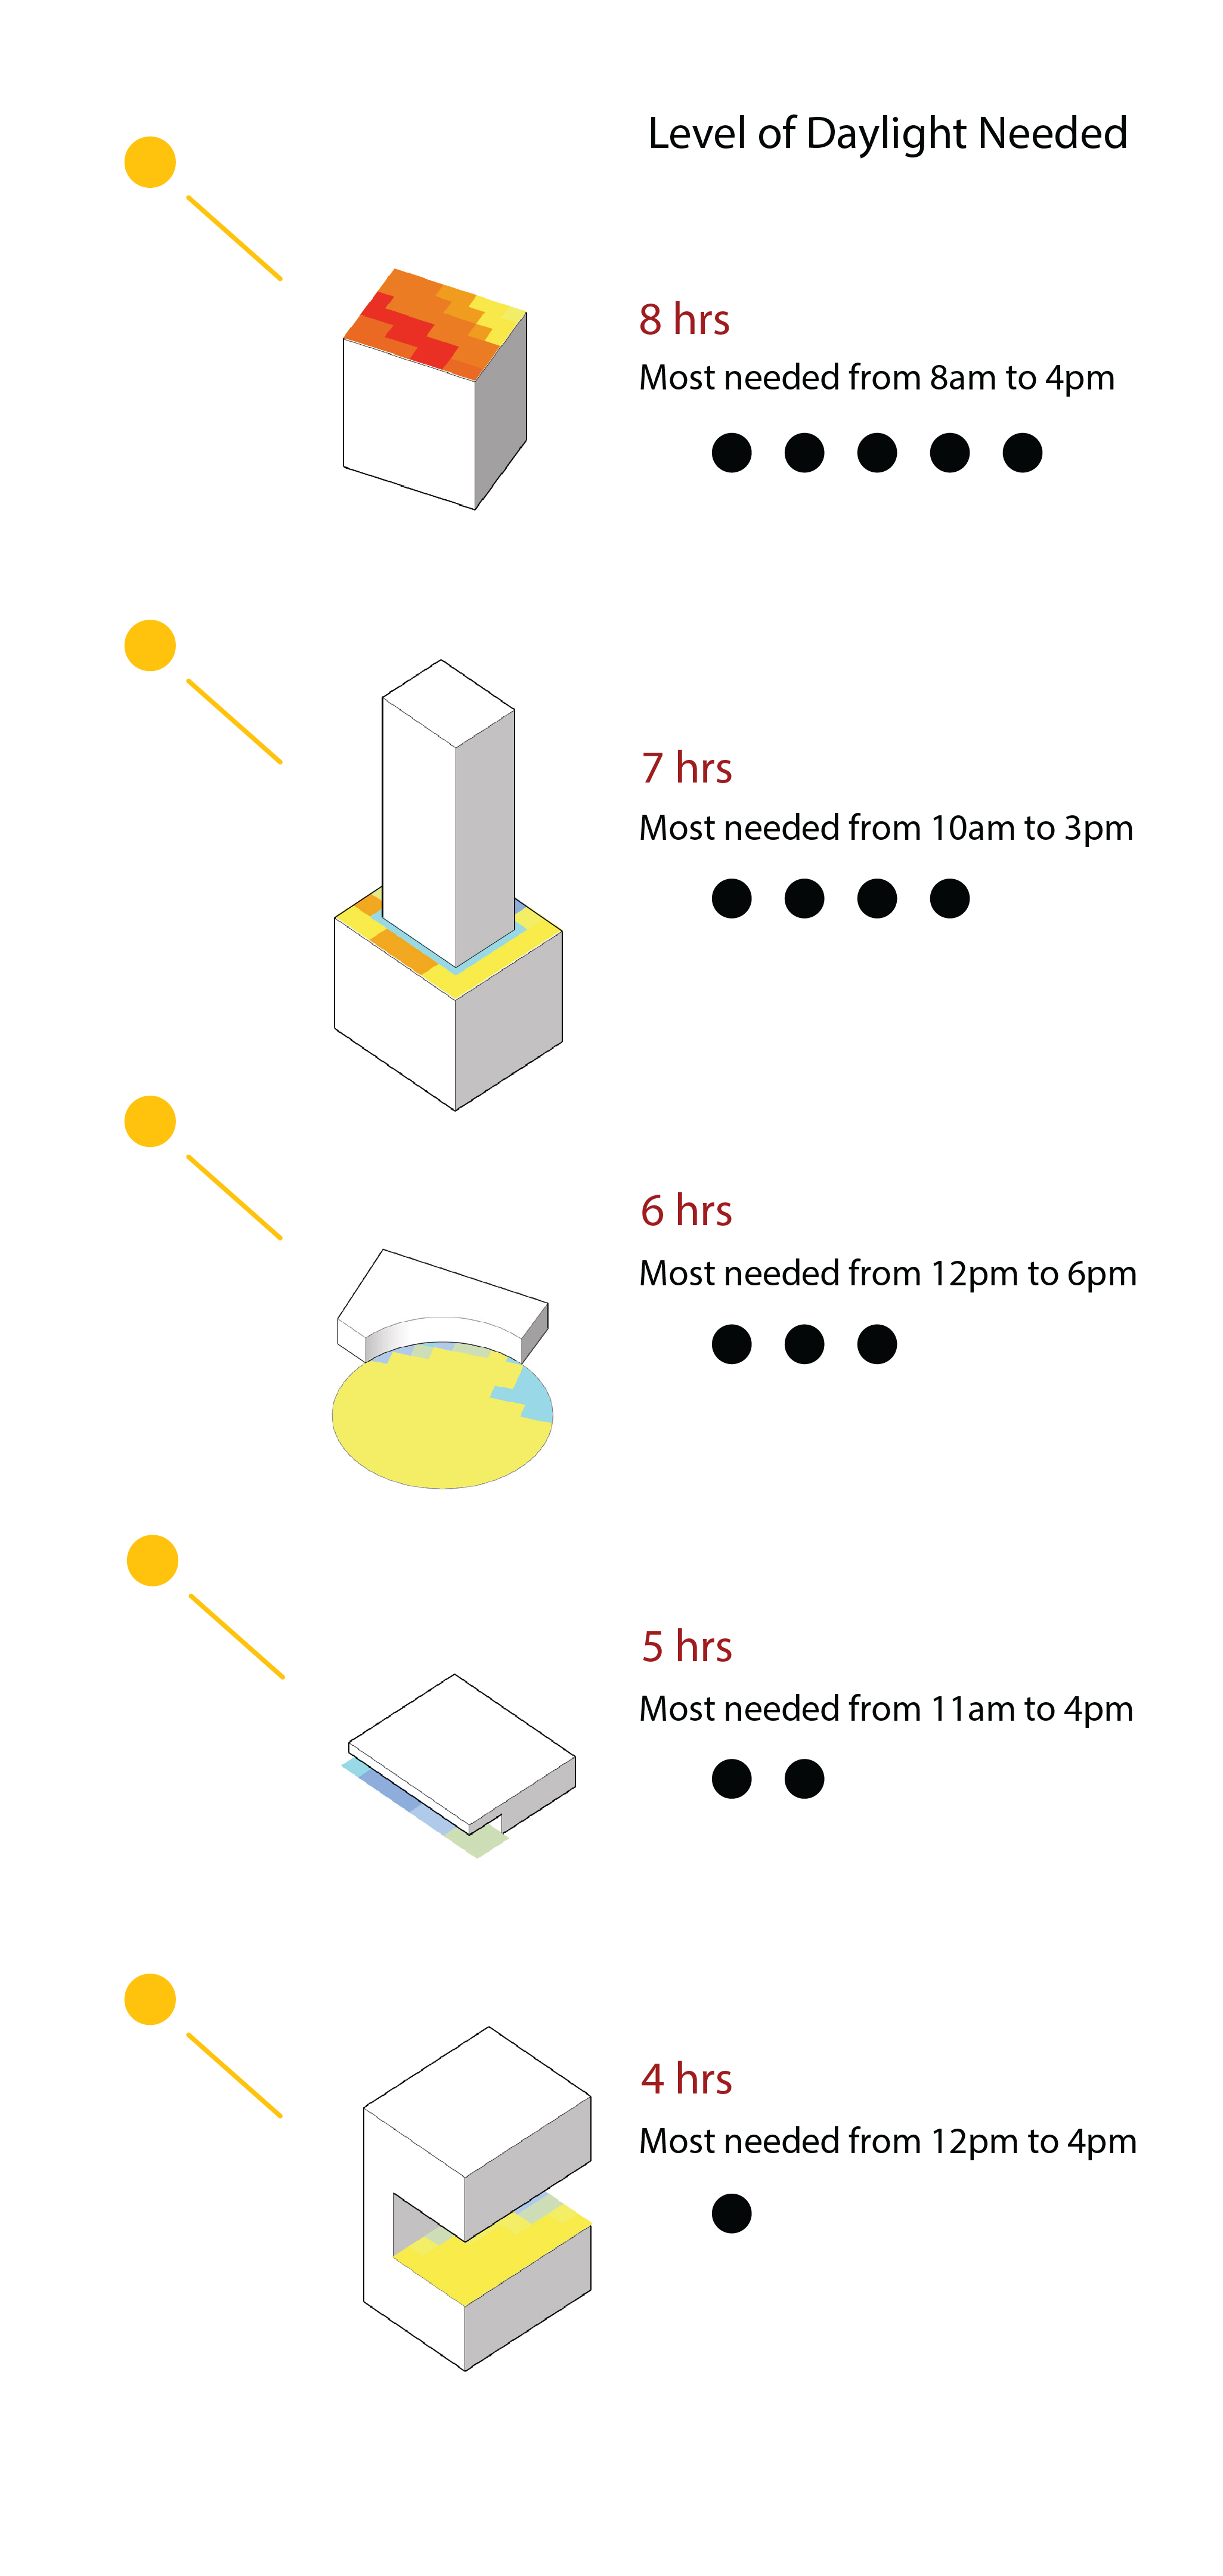 Level of Daylight Needed
8 hrs
Most needed from 8am to 4pm
7 hrs
Most needed from 10am to 3pm
6 hrs
Most needed from 12pm to 6pm
5 hrs
Most needed from 11am to 4pm
4 hrs
Most needed from 12pm to 4pm